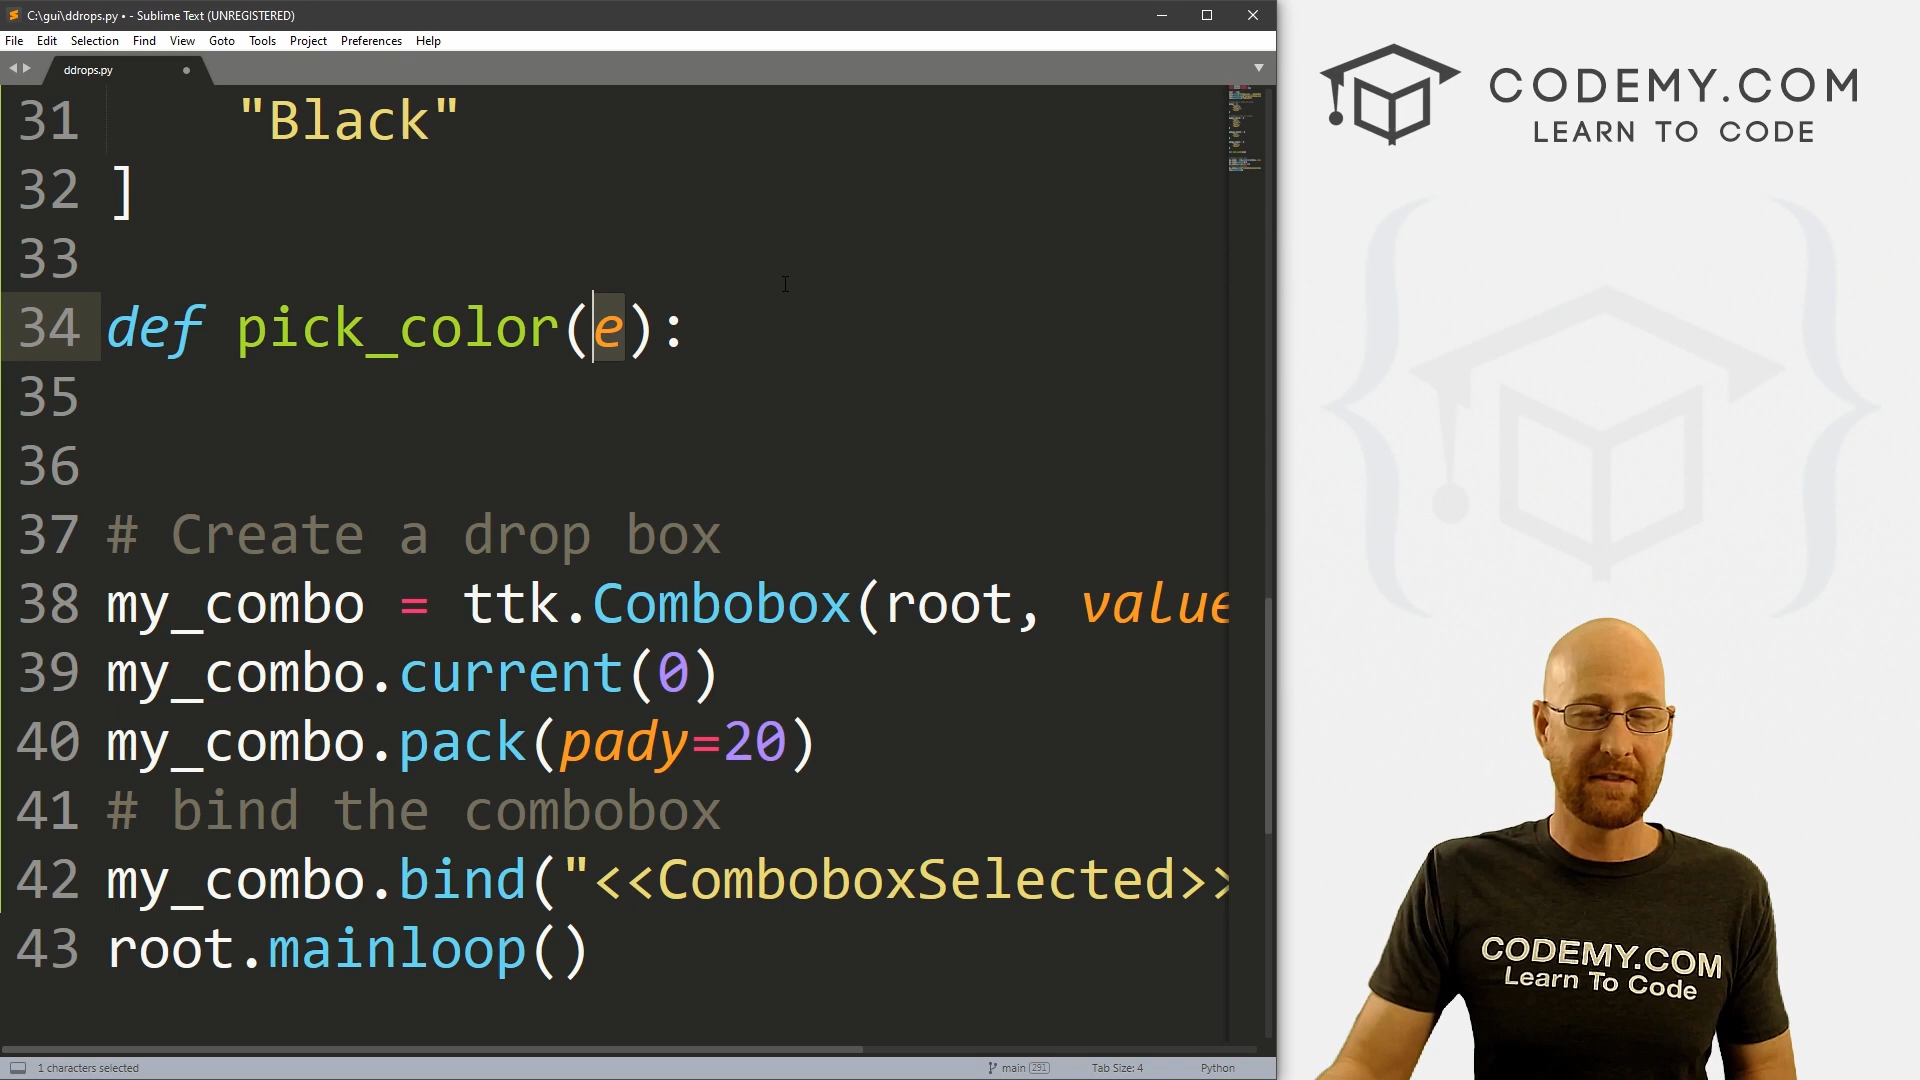 C:\gui\ddrops.py • - Sublime Text (UNREGISTERED)
File Edit Selection Find View Goto Tools Project Preferences Help
ddrops.py
31 "Black"
32 ]
33
34 def pick_color(e):
35
36
37 # Create a drop box
38 my_combo = ttk.Combobox(root, value
39 my_combo.current(0)
40 my_combo.pack(pady=20)
41 # bind the combobox
42 my_combo.bind("<<ComboboxSelected>>
43 root.mainloop()
1 characters selected
main 291
Tab Size: 4
Python
CODEMY.COM
LEARN TO CODE
CODEMY.COM
Learn To Code